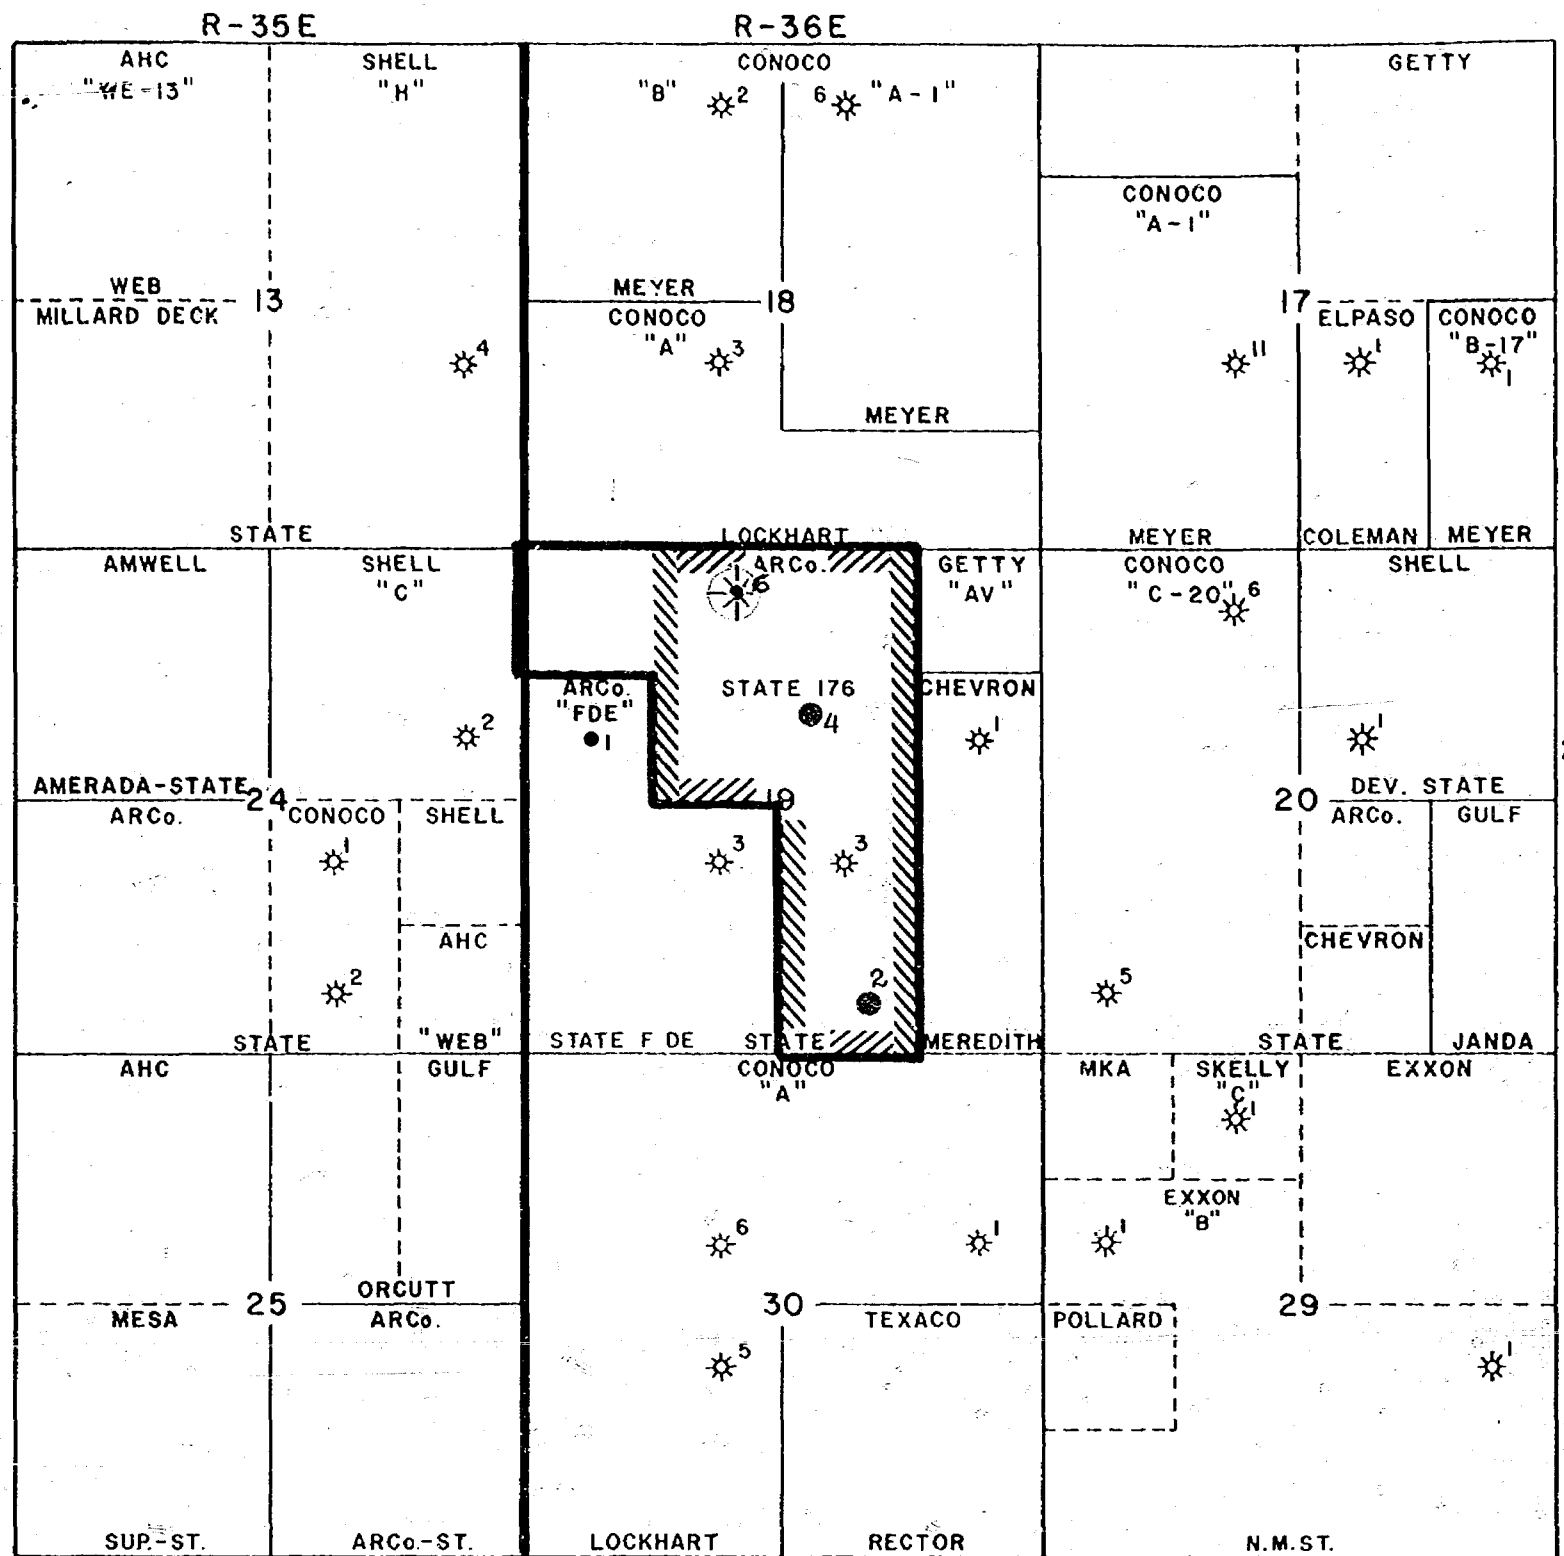 R-35E
R-36E
AHC
"WE-13"
SHELL
"H"
CONOCO
"B"
2
6
"A-1"
GETTY
CONOCO
"A-1"
WEB
13
MILLARD DECK
4
MEYER
18
CONOCO
"A"
3
MEYER
17
11
ELPASO
1
CONOCO
"B-17"
1
STATE
LOCKHART
MEYER
COLEMAN
MEYER
AMWELL
SHELL
"C"
ARCo.
6
GETTY
"AV"
CONOCO
"C-20"
6
SHELL
ARCo.
"FDE"
1
STATE 176
4
CHEVRON
1
2
1
AMERADA-STATE
24
19
20
DEV. STATE
ARCo.
CONOCO
SHELL
ARCo.
GULF
1
3
3
AHC
CHEVRON
2
2
5
STATE
"WEB"
STATE F DE
STATE
MEREDITH
STATE
JANDA
AHC
GULF
CONOCO
"A"
MKA
SKELLY
"C"
1
EXXON
EXXON
"B"
6
1
1
ORCUTT
25
30
29
MESA
ARCo.
TEXACO
POLLARD
5
1
SUP.-ST.
ARCo.-ST.
LOCKHART
RECTOR
N.M.ST.